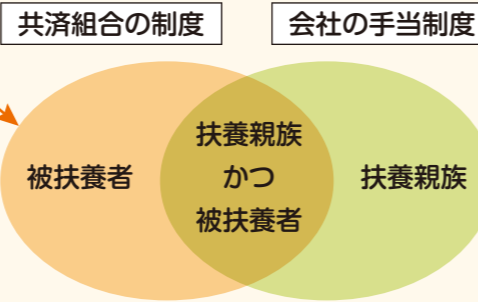 共済組合の制度
会社の手当制度
被扶養者
扶養親族
かつ
被扶養者
扶養親族